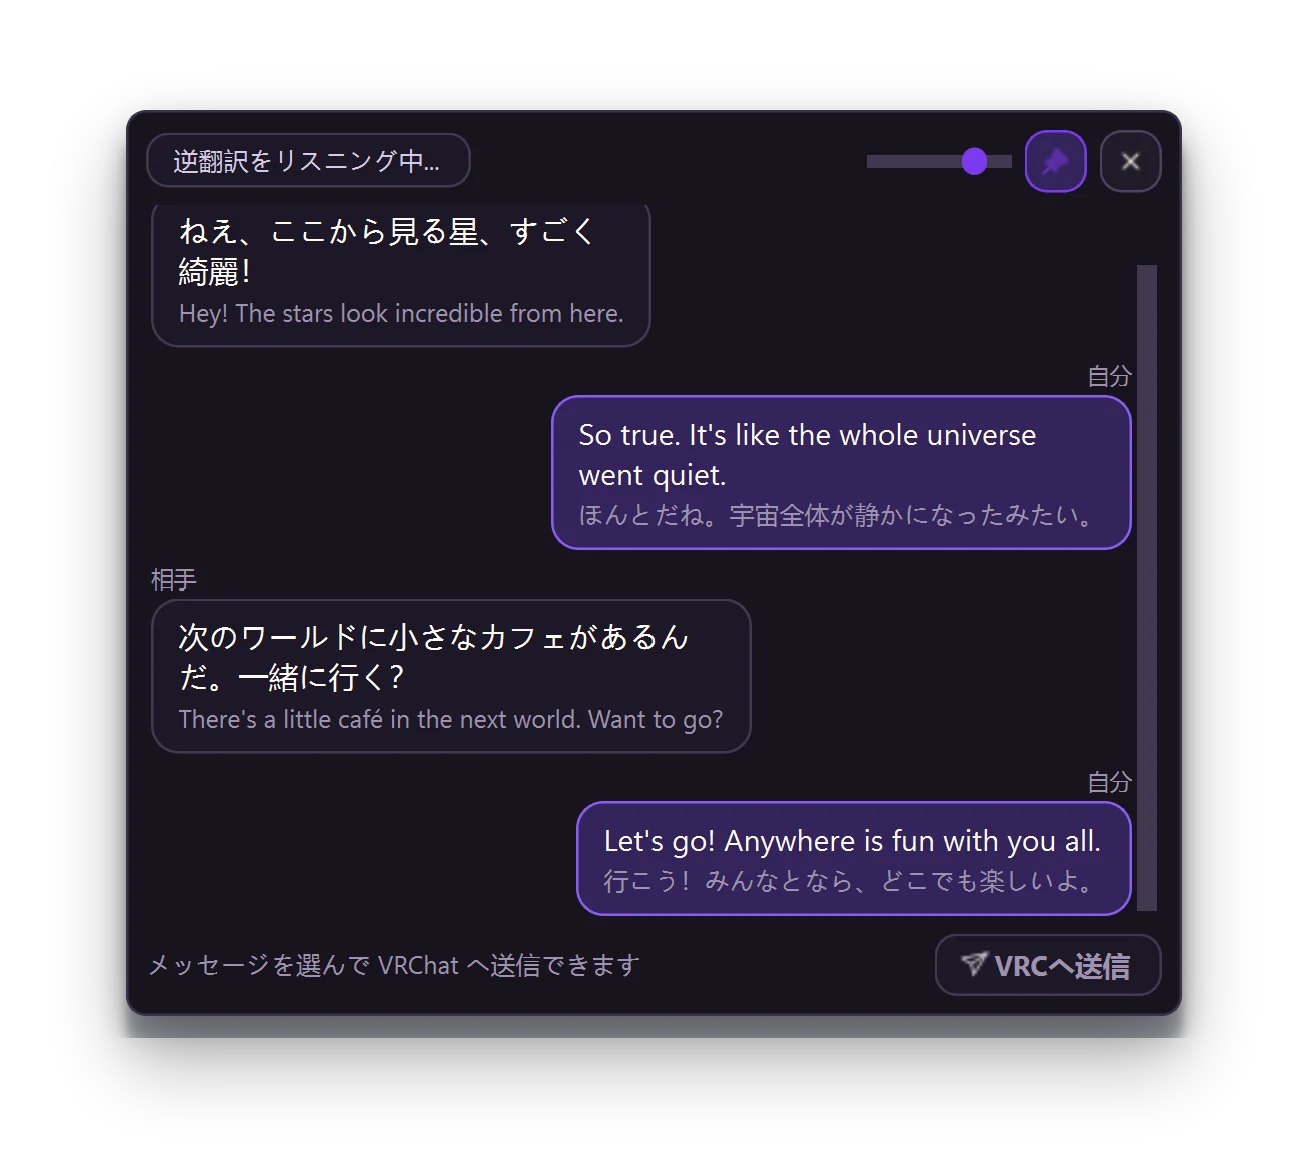 逆翻訳をリスニング中...
ねえ、ここから見る星、すごく
綺麗！
Hey! The stars look incredible from here.
自分
So true. It's like the whole universe
went quiet.
ほんとだね。宇宙全体が静かになったみたい。
相手
次のワールドに小さなカフェがあるん
だ。一緒に行く？
There's a little café in the next world. Want to go?
自分
Let's go! Anywhere is fun with you all.
行こう！みんなとなら、どこでも楽しいよ。
メッセージを選んで VRChat へ送信できます
VRCへ送信